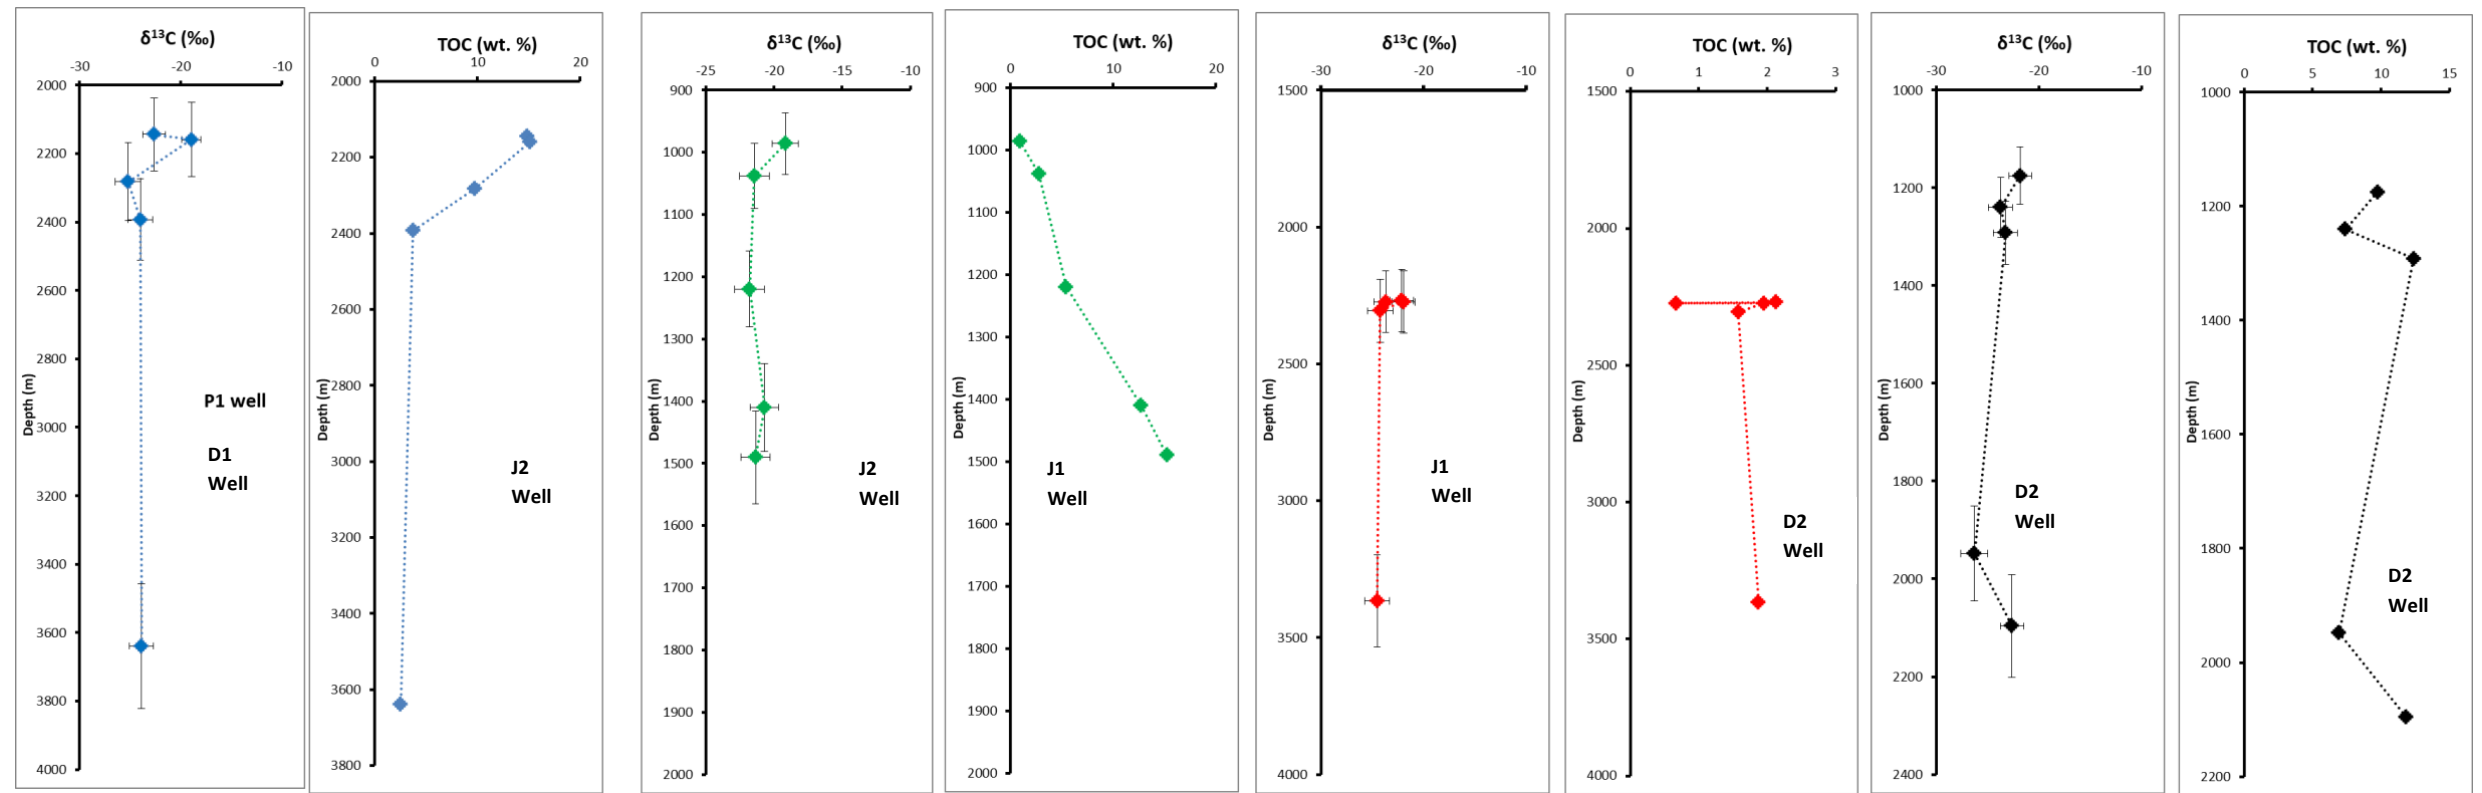 δ¹³C (‰)
-30 -20 -10
2000
2200
2400
2600
2800
3000
3200
3400
3600
3800
4000
Depth (m)
P1 well
D1
Well
TOC (wt. %)
0 10 20
2000
2200
2400
2600
2800
3000
3200
3400
3600
3800
Depth (m)
J2
Well
δ¹³C (‰)
-25 -20 -15 -10
900
1000
1100
1200
1300
1400
1500
1600
1700
1800
1900
2000
Depth (m)
J2
Well
TOC (wt. %)
0 10 20
900
1000
1100
1200
1300
1400
1500
1600
1700
1800
1900
2000
Depth (m)
J1
Well
δ¹³C (‰)
-30 -20 -10
1500
2000
2500
3000
3500
4000
Depth (m)
J1
Well
TOC (wt. %)
0 1 2 3
1500
2000
2500
3000
3500
4000
Depth (m)
D2
Well
δ¹³C (‰)
-30 -20 -10
1000
1200
1400
1600
1800
2000
2200
2400
Depth (m)
D2
Well
TOC (wt. %)
0 5 10 15
1000
1200
1400
1600
1800
2000
2200
Depth (m)
D2
Well